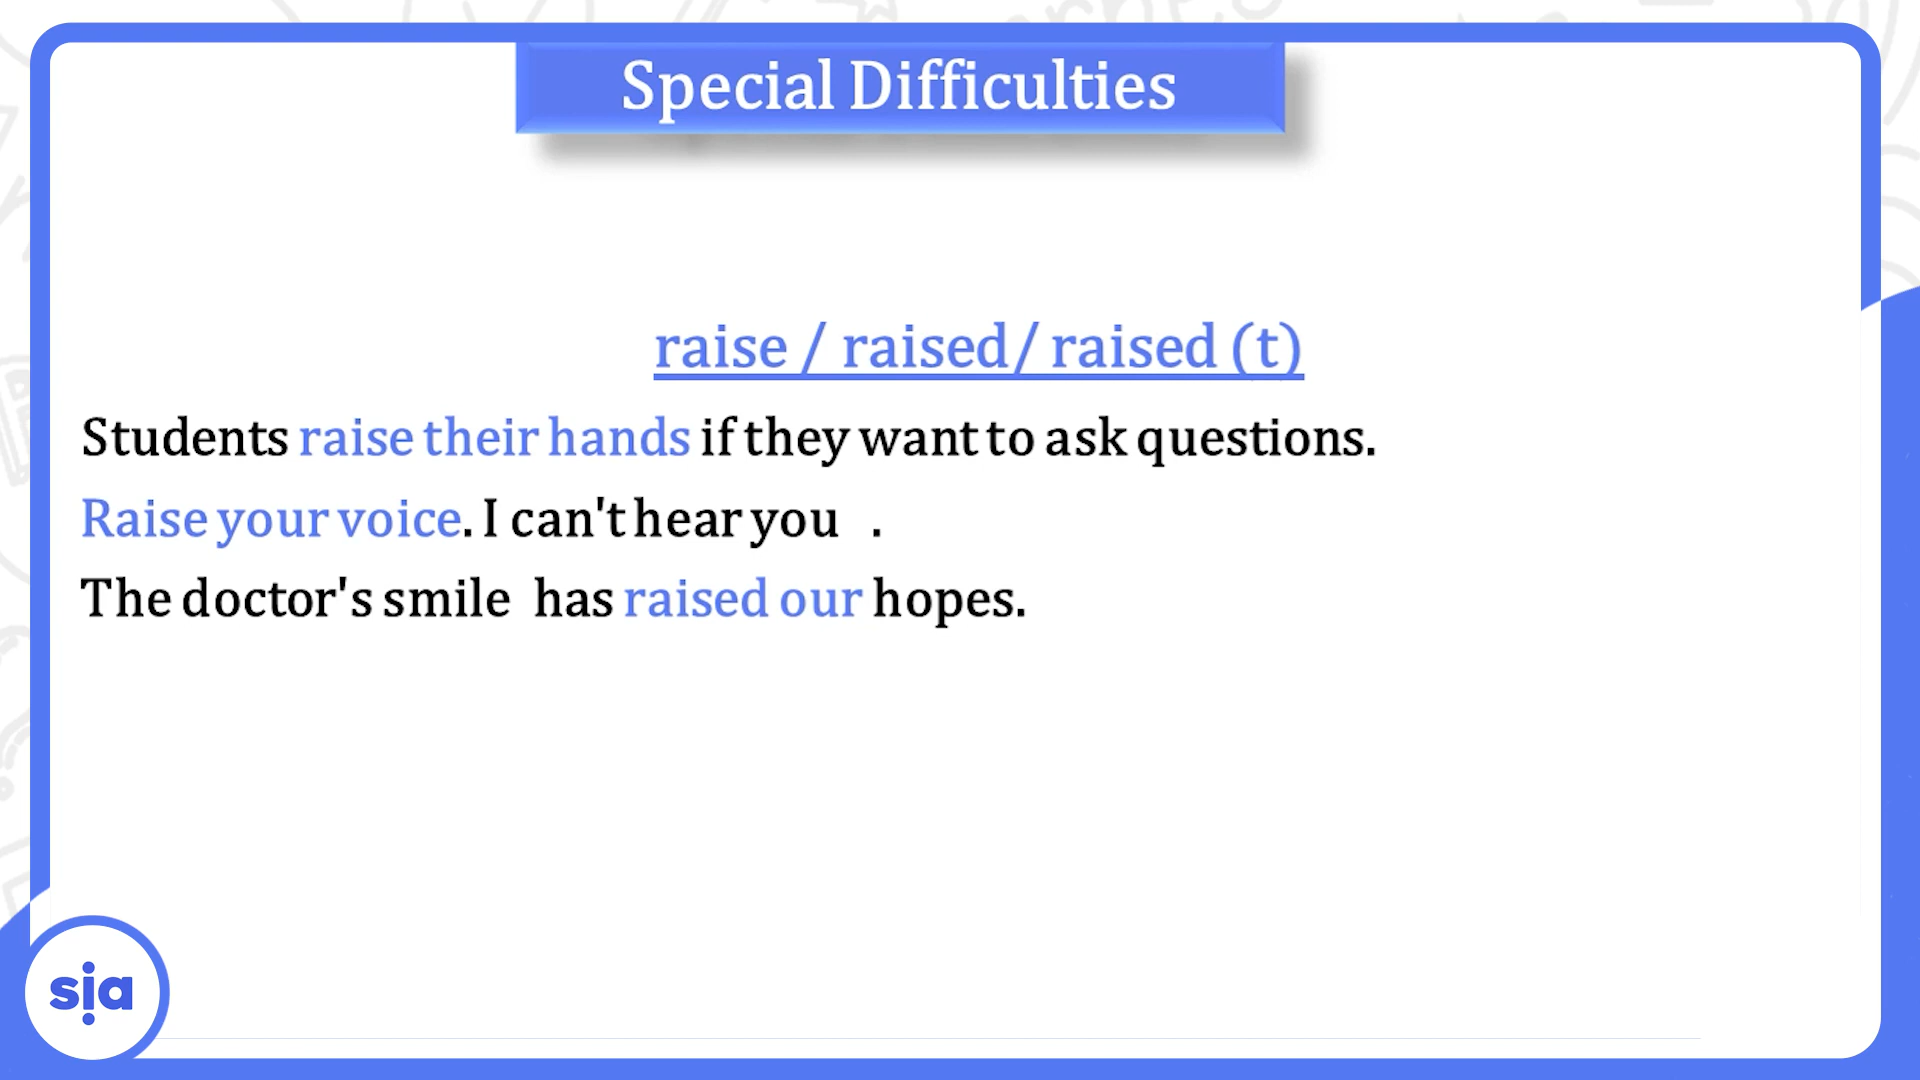 Special Difficulties
raise / raised/ raised (t)
Students raise their hands if they want to ask questions.
Raise your voice. I can't hear you .
The doctor's smile has raised our hopes.
sia